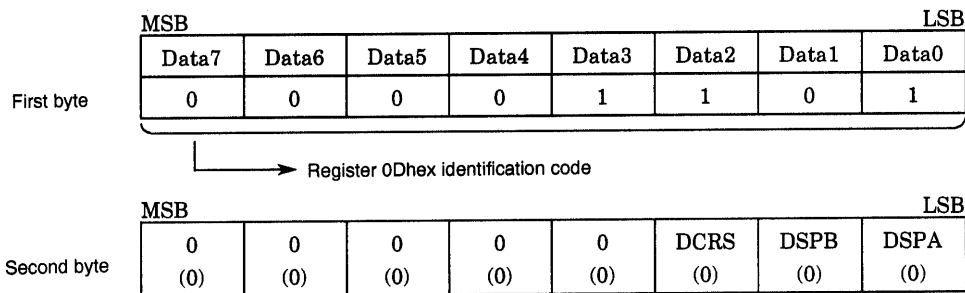 MSB LSB
Data7 Data6 Data5 Data4 Data3 Data2 Data1 Data0
First byte 0 0 0 0 1 1 0 1
Register 0Dhex identification code
MSB LSB
0 0 0 0 0 DCRS DSPB DSPA
Second byte (0) (0) (0) (0) (0) (0) (0) (0)